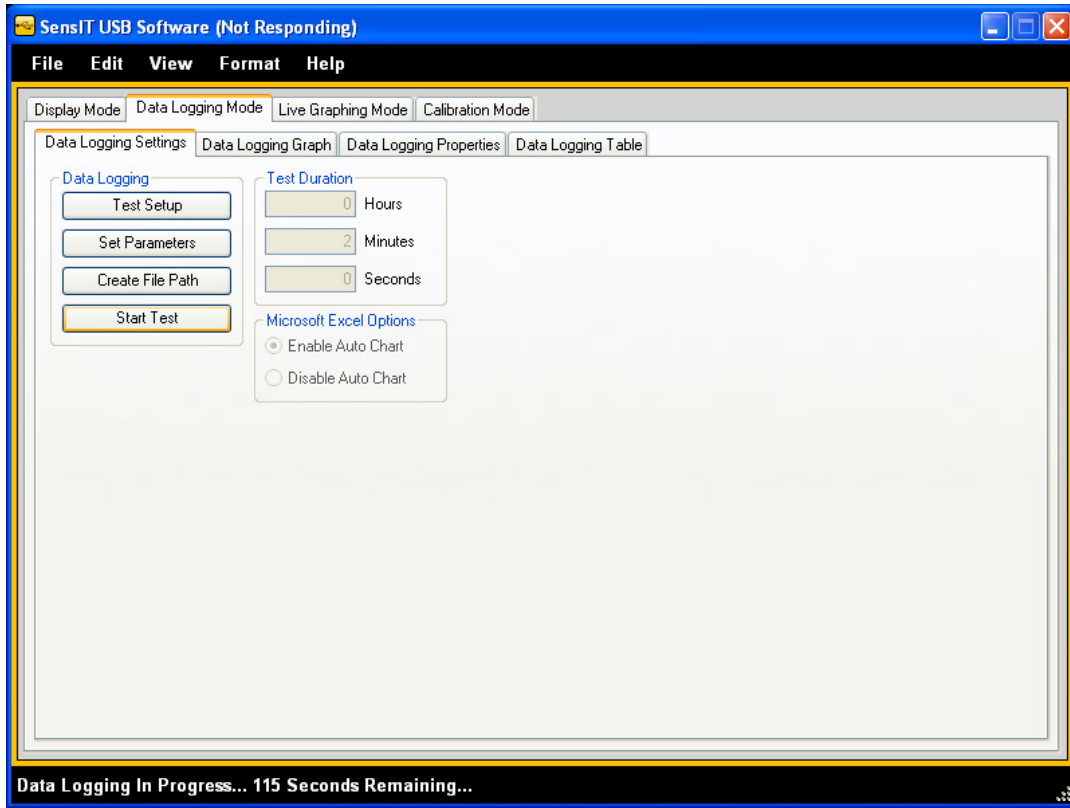 SensIT USB Software (Not Responding)
File Edit View Format Help
Display Mode Data Logging Mode Live Graphing Mode Calibration Mode
Data Logging Settings Data Logging Graph Data Logging Properties Data Logging Table
Data Logging
Test Setup
Set Parameters
Create File Path
Start Test
Test Duration
0 Hours
2 Minutes
0 Seconds
Microsoft Excel Options
Enable Auto Chart
Disable Auto Chart
Data Logging In Progress... 115 Seconds Remaining...